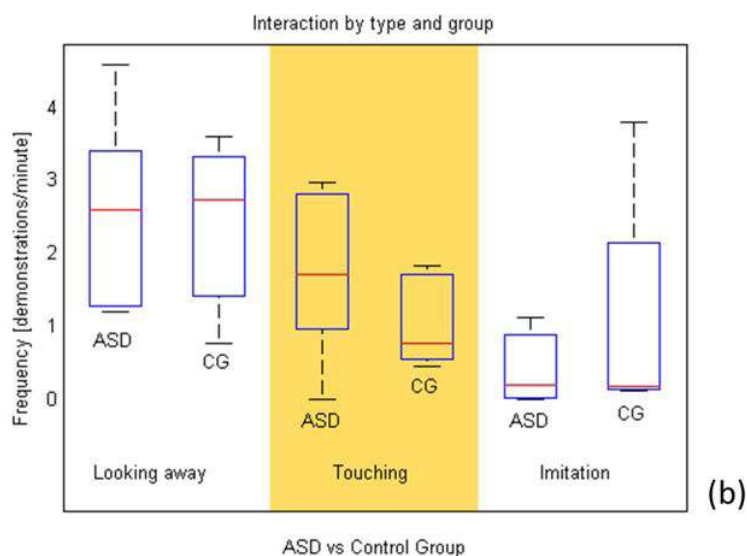 Interaction by type and group
Frequency [demonstrations/minute]
4
3
2
1
0
ASD
CG
ASD
CG
ASD
CG
Looking away
Touching
Imitation
(b)
ASD vs Control Group